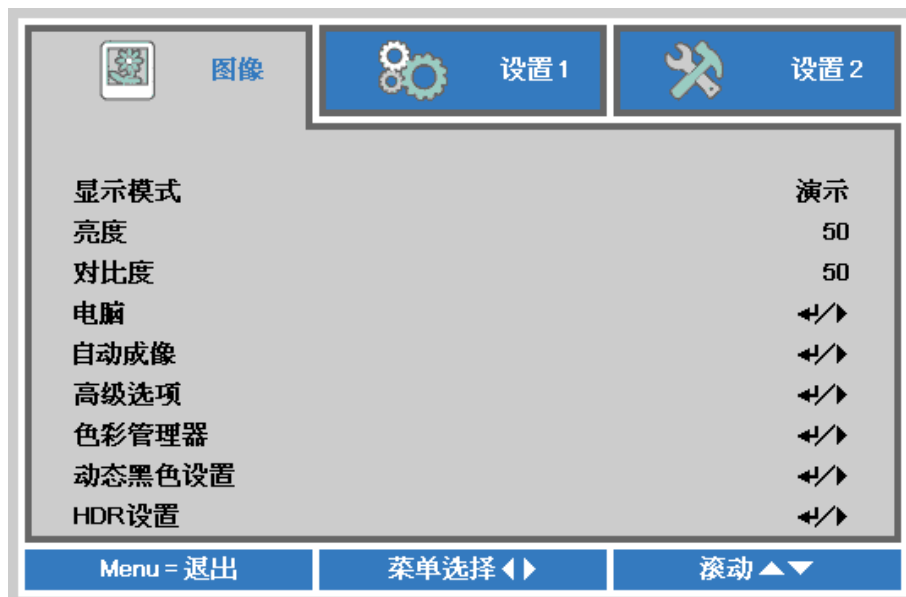 图像 设置 1 设置 2
显示模式 演示
亮度 50
对比度 50
电脑 ↲/▶
自动成像 ↲/▶
高级选项 ↲/▶
色彩管理器 ↲/▶
动态黑色设置 ↲/▶
HDR设置 ↲/▶
Menu = 退出 菜单选择 ◀▶ 滚动 ▲▼